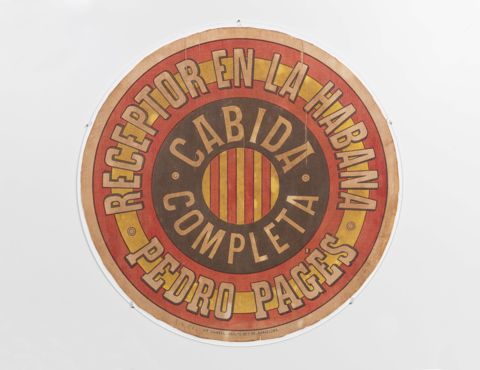 RECEPTOR EN LA HABANA
PEDRO PAGÉS
CABIDA
COMPLETA